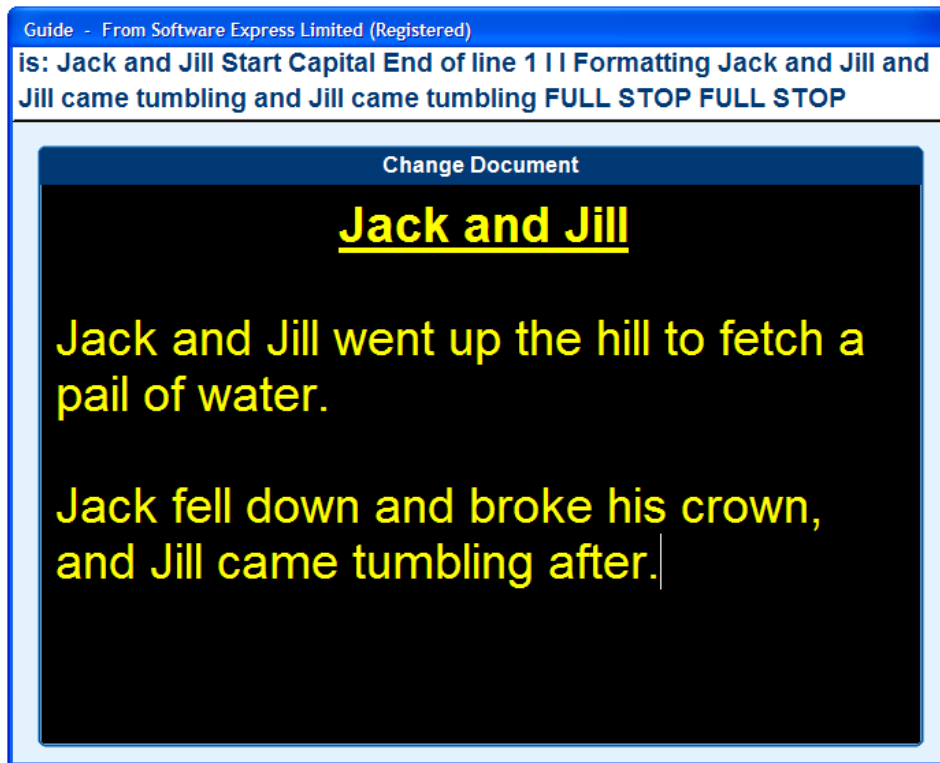 Guide - From Software Express Limited (Registered)
is: Jack and Jill Start Capital End of line 1 l l Formatting Jack and Jill and
Jill came tumbling and Jill came tumbling FULL STOP FULL STOP
Change Document
Jack and Jill
Jack and Jill went up the hill to fetch a
pail of water.
Jack fell down and broke his crown,
and Jill came tumbling after.